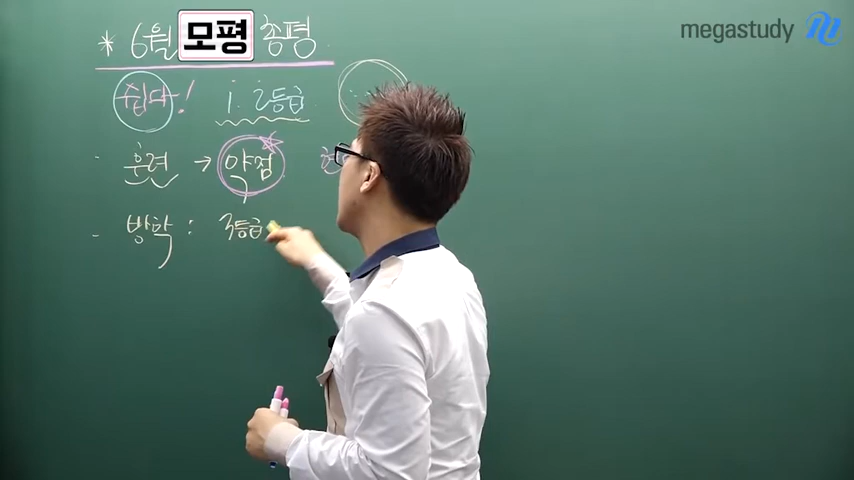 megastudy
* 6월 모평 총평
쉽다! 1. 2등급
· 훈련 → 약점
- 방학 : 3등급